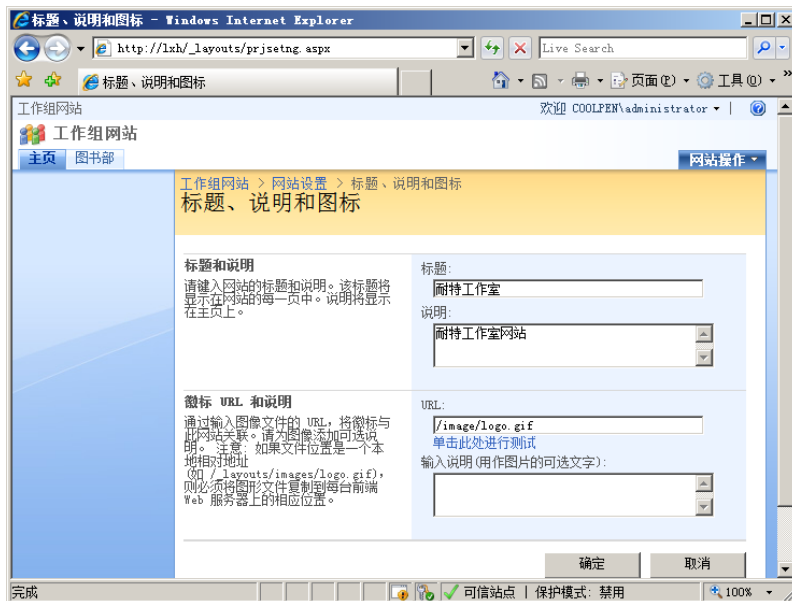 标题、说明和图标 - Windows Internet Explorer
http://lxh/_layouts/prjsetng.aspx
Live Search
标题、说明和图标
页面(P)
工具(O)
»
工作组网站
欢迎 COOLPEN\administrator
工作组网站
主页
图书部
网站操作
工作组网站 > 网站设置 > 标题、说明和图标
标题、说明和图标
标题和说明
请键入网站的标题和说明。该标题将
显示在网站的每一页中。说明将显示
在主页上。
标题:
耐特工作室
说明:
耐特工作室网站
徽标 URL 和说明
通过输入图像文件的 URL，将徽标与
此网站关联。请为图像添加可选说
明。 注意: 如果文件位置是一个本
地相对地址
(如 /_layouts/images/logo.gif)，
则必须将图形文件复制到每台前端
Web 服务器上的相应位置。
URL:
/image/logo.gif
单击此处进行测试
输入说明(用作图片的可选文字):
确定
取消
完成
可信站点 | 保护模式: 禁用
100%